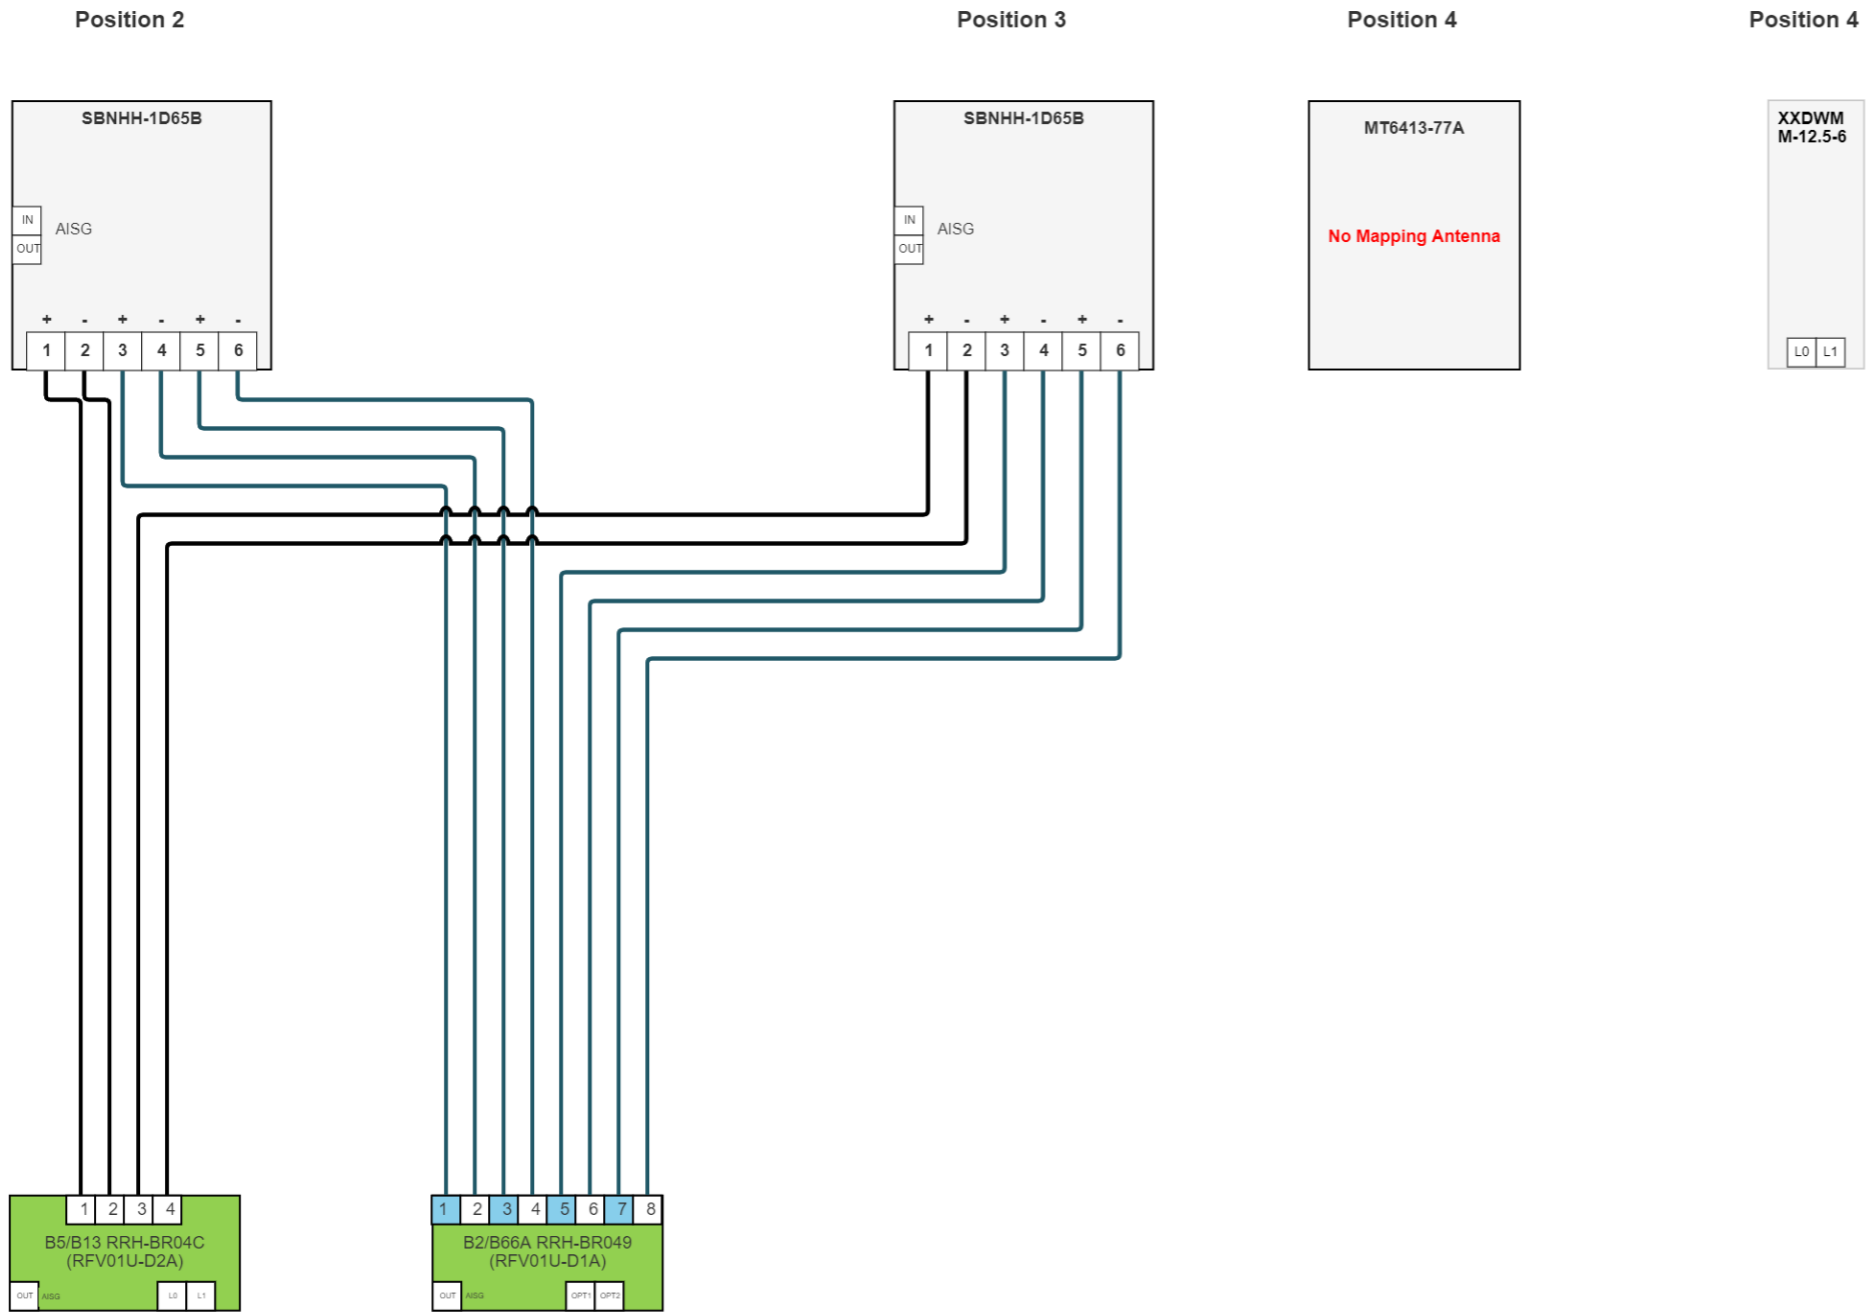 Position 2
Position 3
Position 4
Position 4
SBNHH-1D65B
IN
AISG
OUT
+ - + - + -
1 2 3 4 5 6
SBNHH-1D65B
IN
AISG
OUT
+ - + - + -
1 2 3 4 5 6
MT6413-77A
No Mapping Antenna
XXDWM
M-12.5-6
L0 L1
1 2 3 4
B5/B13 RRH-BR04C
(RFV01U-D2A)
OUT AISG L0 L1
1 2 3 4 5 6 7 8
B2/B66A RRH-BR049
(RFV01U-D1A)
OUT AISG OPT1 OPT2